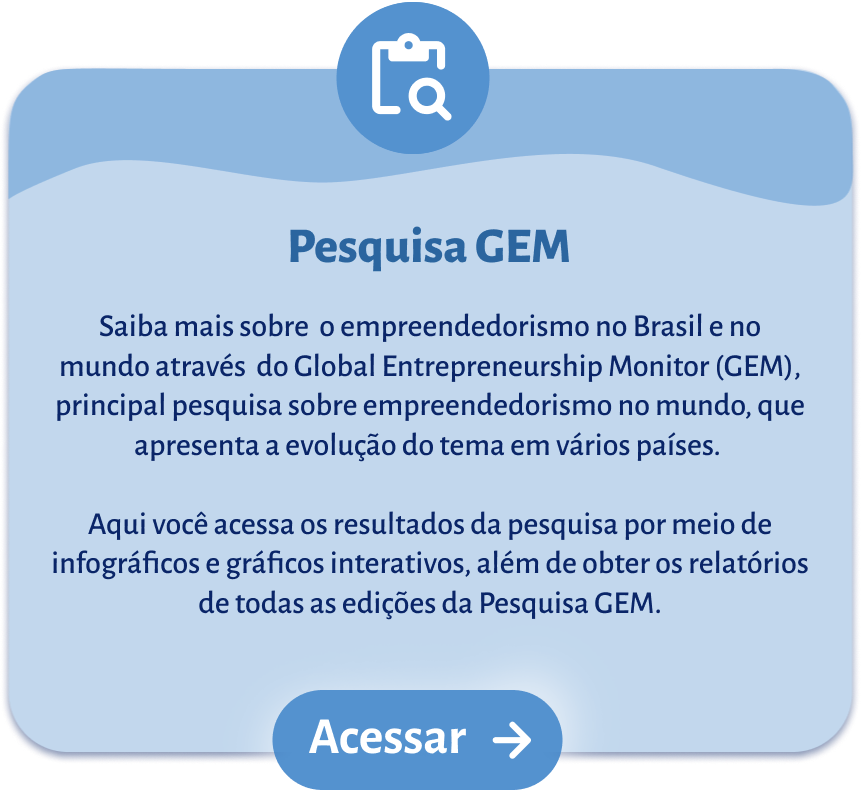 Pesquisa GEM
Saiba mais sobre  o empreendedorismo no Brasil e no
mundo através  do Global Entrepreneurship Monitor (GEM),
principal pesquisa sobre empreendedorismo no mundo, que
apresenta a evolução do tema em vários países.
Aqui você acessa os resultados da pesquisa por meio de
infográficos e gráficos interativos, além de obter os relatórios
de todas as edições da Pesquisa GEM.
Acessar